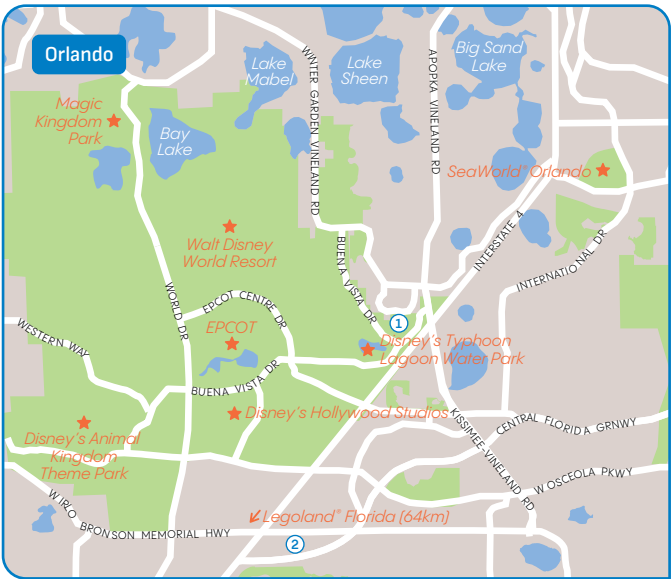 Orlando
Lake
Mabel
Lake
Sheen
Big Sand
Lake
WINTER GARDEN VINELAND RD
APOPKA VINELAND RD
Magic
Kingdom
Park
Bay
Lake
SeaWorld® Orlando
Walt Disney
World Resort
INTERSTATE 4
INTERNATIONAL DR
BUENA VISTA DR
WORLD DR
EPCOT CENTRE DR
EPCOT
1
WESTERN WAY
Disney's Typhoon
Lagoon Water Park
BUENA VISTA DR
Disney's Hollywood Studios
KISSIMEE-VINELAND RD
CENTRAL FLORIDA GRNWY
Disney's Animal
Kingdom
Theme Park
W OSCEOLA PKWY
W IRLO BRONSON MEMORIAL HWY
Legoland® Florida (64km)
2